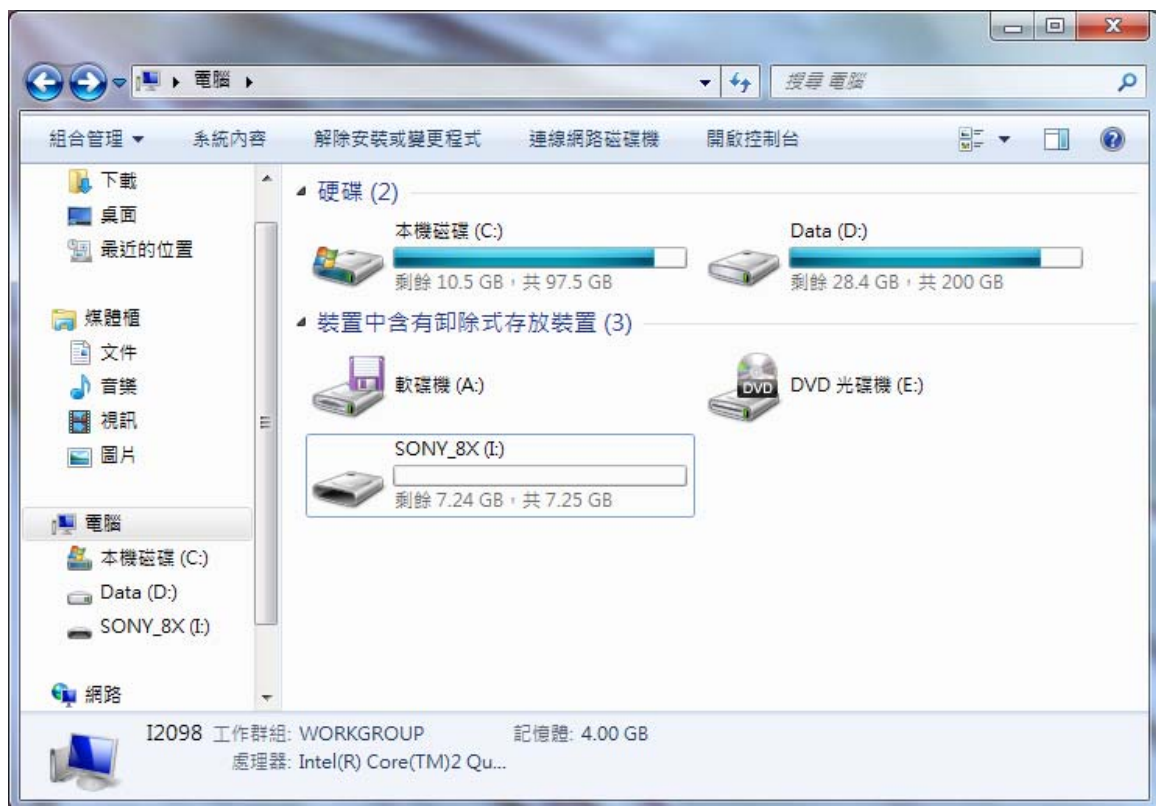 電腦
搜尋 電腦
組合管理 系統內容 解除安裝或變更程式 連線網路磁碟機 開啟控制台
下載
桌面
最近的位置
媒體櫃
文件
音樂
視訊
圖片
電腦
本機磁碟 (C:)
Data (D:)
SONY_8X (I:)
網路
硬碟 (2)
本機磁碟 (C:)
剩餘 10.5 GB,共 97.5 GB
Data (D:)
剩餘 28.4 GB,共 200 GB
裝置中含有卸除式存放裝置 (3)
軟碟機 (A:)
DVD
DVD 光碟機 (E:)
SONY_8X (I:)
剩餘 7.24 GB,共 7.25 GB
I2098 工作群組: WORKGROUP 記憶體: 4.00 GB
處理器: Intel(R) Core(TM)2 Qu...